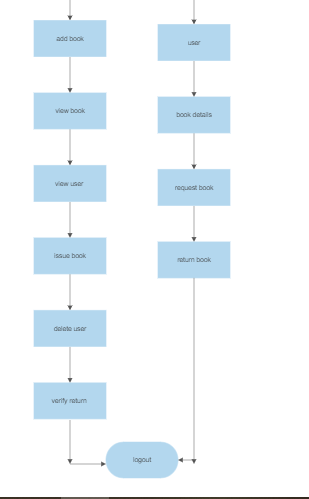 add book
view book
view user
issue book
delete user
verify return
user
book details
request book
return book
logout